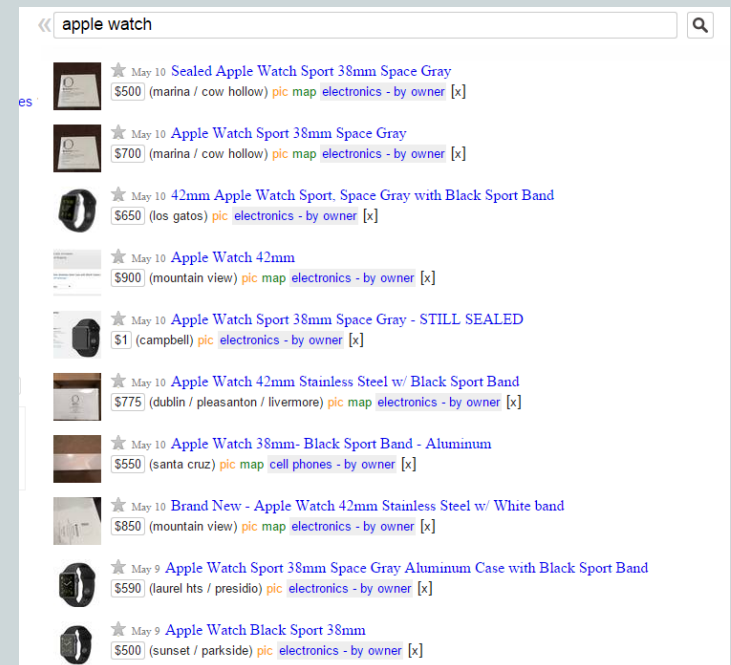 « apple watch
es
★ May 10 Sealed Apple Watch Sport 38mm Space Gray
$500 (marina / cow hollow) pic map electronics - by owner [x]
★ May 10 Apple Watch Sport 38mm Space Gray
$700 (marina / cow hollow) pic map electronics - by owner [x]
★ May 10 42mm Apple Watch Sport, Space Gray with Black Sport Band
$650 (los gatos) pic electronics - by owner [x]
★ May 10 Apple Watch 42mm
$900 (mountain view) pic map electronics - by owner [x]
★ May 10 Apple Watch Sport 38mm Space Gray - STILL SEALED
$1 (campbell) pic electronics - by owner [x]
★ May 10 Apple Watch 42mm Stainless Steel w/ Black Sport Band
$775 (dublin / pleasanton / livermore) pic map electronics - by owner [x]
★ May 10 Apple Watch 38mm- Black Sport Band - Aluminum
$550 (santa cruz) pic map cell phones - by owner [x]
★ May 10 Brand New - Apple Watch 42mm Stainless Steel w/ White band
$850 (mountain view) pic map electronics - by owner [x]
★ May 9 Apple Watch Sport 38mm Space Gray Aluminum Case with Black Sport Band
$590 (laurel hts / presidio) pic electronics - by owner [x]
★ May 9 Apple Watch Black Sport 38mm
$500 (sunset / parkside) pic electronics - by owner [x]